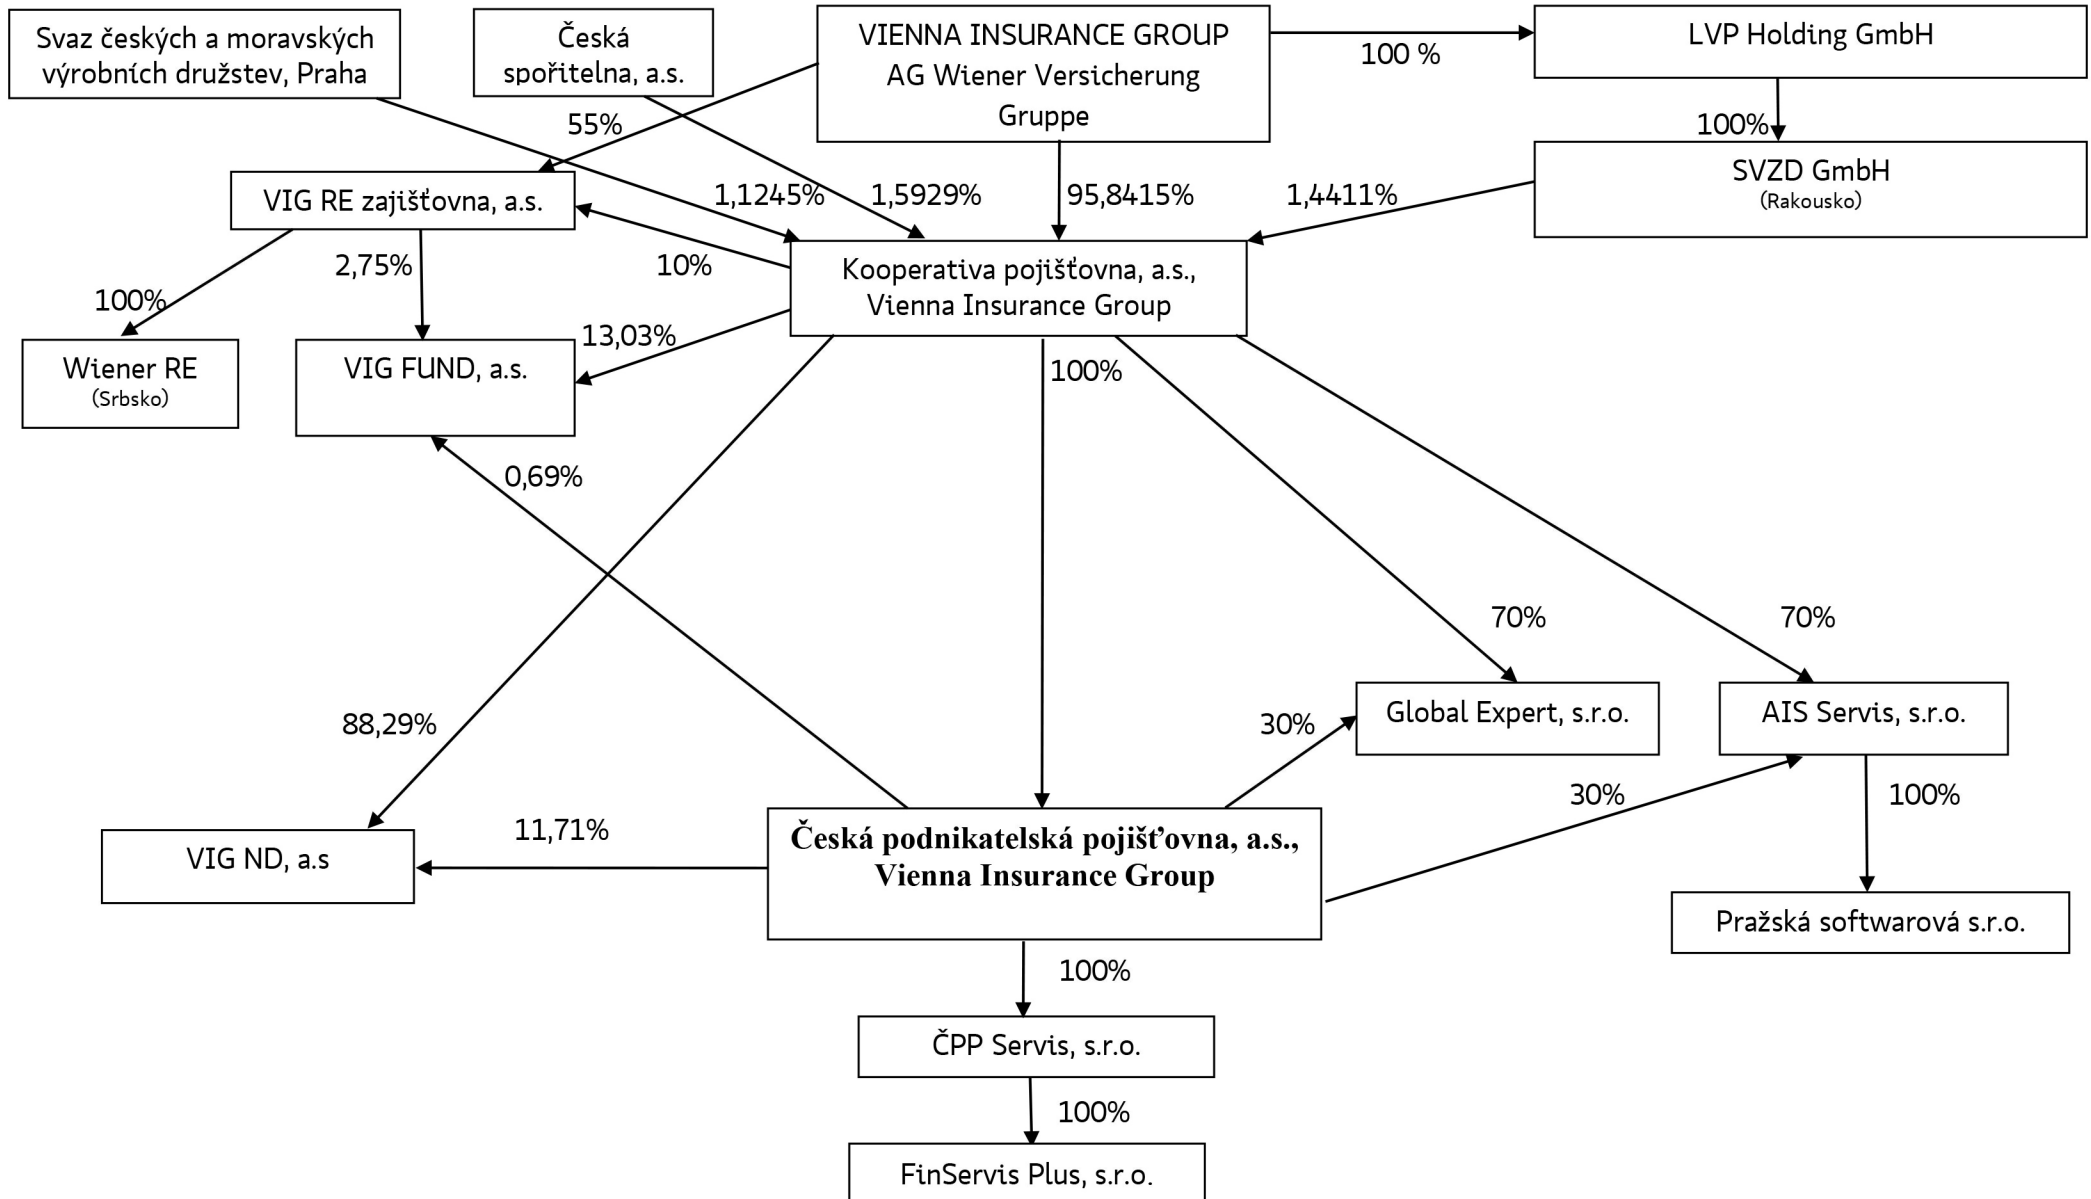 Svaz českých a moravských
výrobních družstev, Praha
Česká
spořitelna, a.s.
VIENNA INSURANCE GROUP
AG Wiener Versicherung
Gruppe
100 %
LVP Holding GmbH
55%
100%
SVZD GmbH
(Rakousko)
VIG RE zajišťovna, a.s.
1,1245%
1,5929%
95,8415%
1,4411%
2,75%
10%
Kooperativa pojišťovna, a.s.,
Vienna Insurance Group
100%
13,03%
Wiener RE
(Srbsko)
VIG FUND, a.s.
100%
0,69%
70%
70%
88,29%
30%
Global Expert, s.r.o.
AIS Servis, s.r.o.
30%
100%
11,71%
VIG ND, a.s
Česká podnikatelská pojišťovna, a.s.,
Vienna Insurance Group
Pražská softwarová s.r.o.
100%
ČPP Servis, s.r.o.
100%
FinServis Plus, s.r.o.